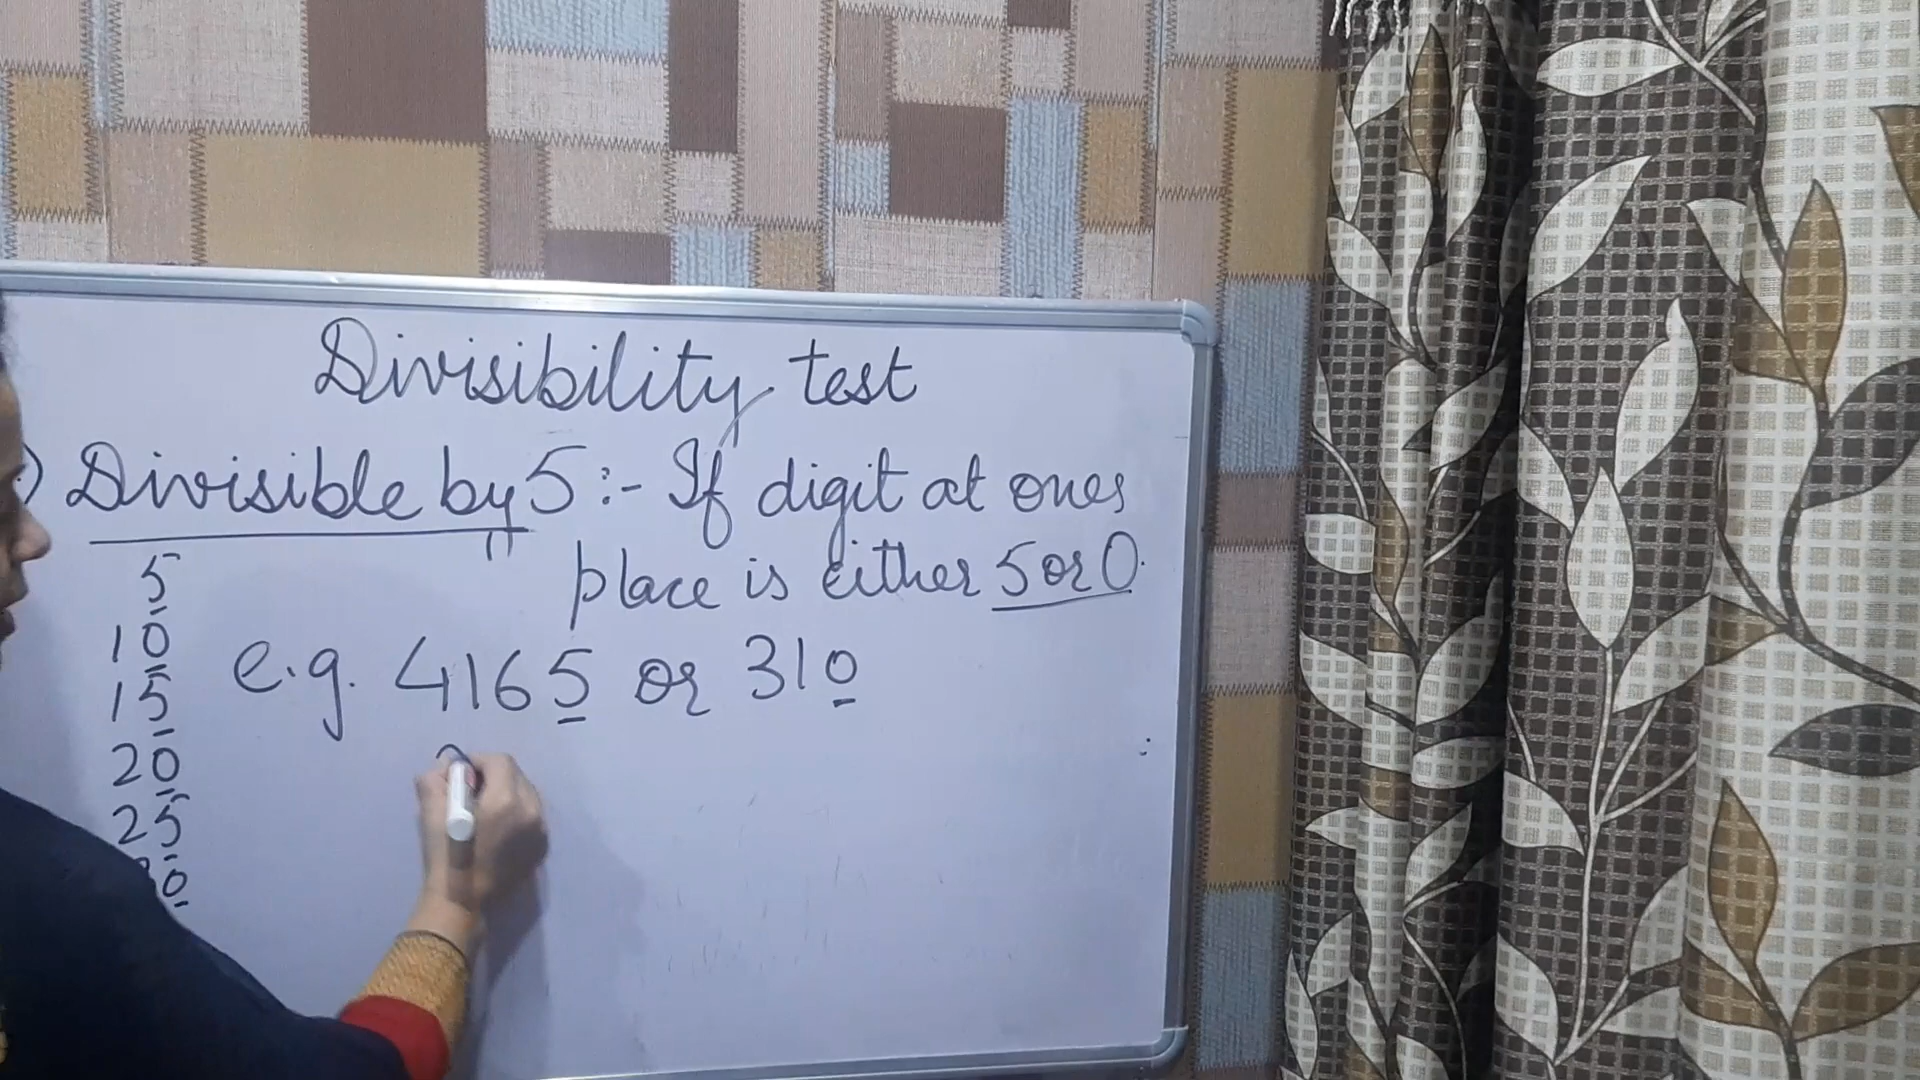 Divisibility test
) Divisible by 5 :- If digit at ones
place is either 5 or 0.
5
10
15
20
25
0
e.g. 4165 or 310